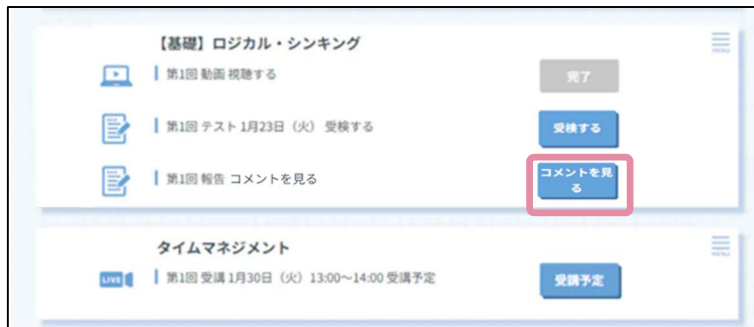 【基礎】ロジカル・シンキング
MENU
第1回 動画 視聴する
完了
第1回 テスト 1月23日（火） 受検する
受検する
第1回 報告 コメントを見る
コメントを見
る
タイムマネジメント
MENU
LIVE
第1回 受講 1月30日（火）13:00～14:00 受講予定
受講予定